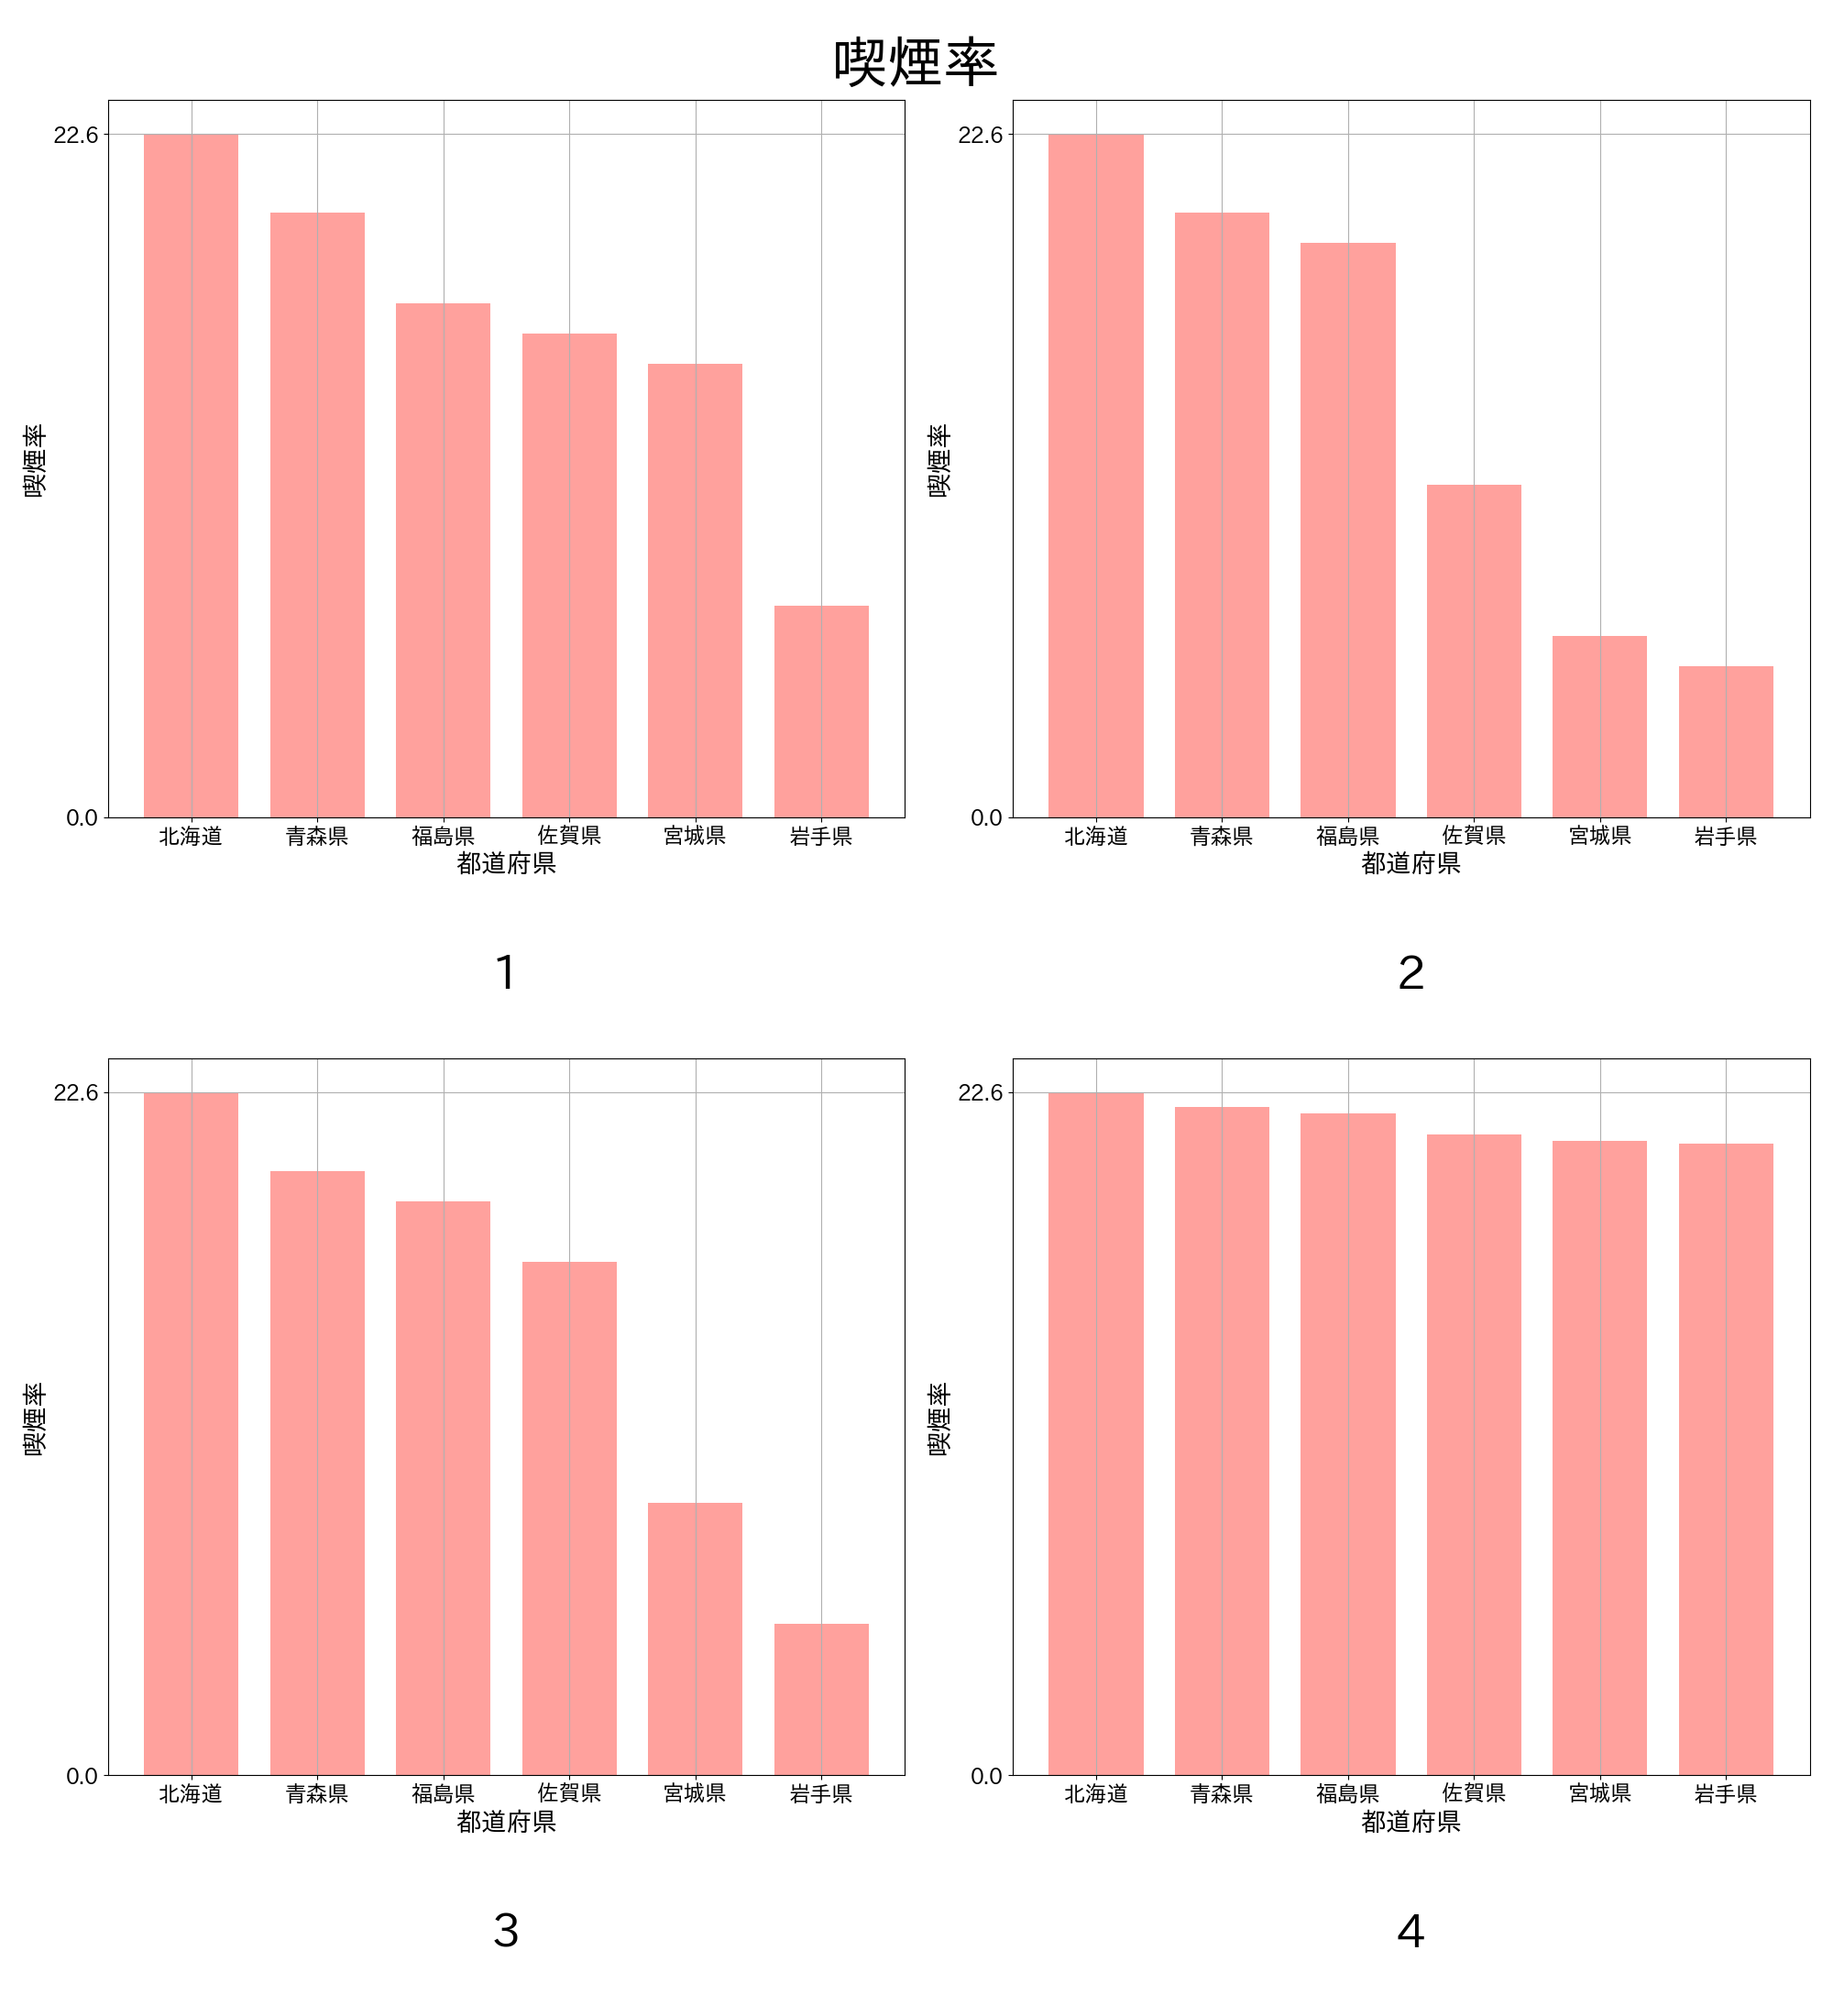 喫煙率
22.6
喫煙率
0.0
北海道 青森県 福島県 佐賀県 宮城県 岩手県
都道府県
1
22.6
喫煙率
0.0
北海道 青森県 福島県 佐賀県 宮城県 岩手県
都道府県
2
22.6
喫煙率
0.0
北海道 青森県 福島県 佐賀県 宮城県 岩手県
都道府県
3
22.6
喫煙率
0.0
北海道 青森県 福島県 佐賀県 宮城県 岩手県
都道府県
4